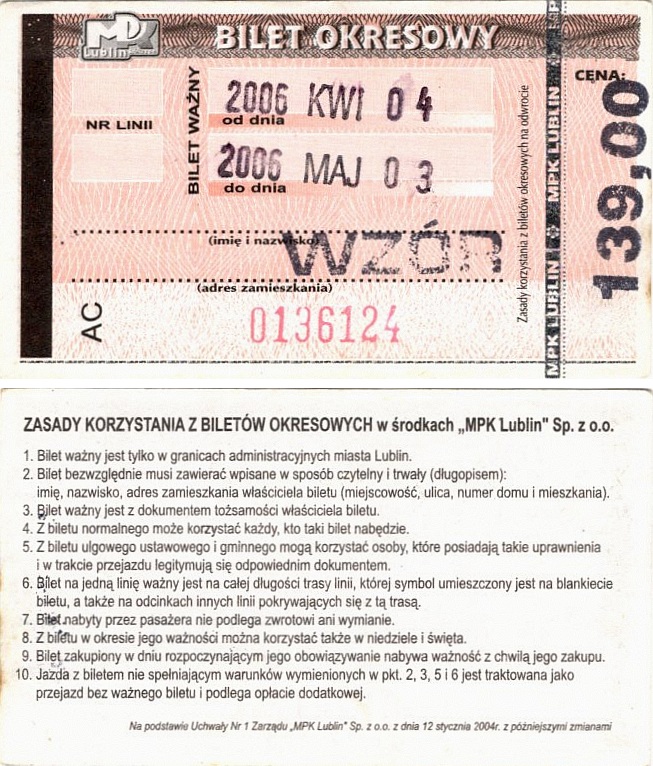 MPK
Lublin
BILET OKRESOWY
CENA:
139,00
NR LINII
BILET WAŻNY
2006 KWI 04
od dnia
2006 MAJ 03
do dnia
(imię i nazwisko)
WZÓR
(adres zamieszkania)
AC
0136124
Zasady korzystania z biletów okresowych na odwrocie
MPK LUBLIN MPK LUBLIN
ZASADY KORZYSTANIA Z BILETÓW OKRESOWYCH w środkach „MPK Lublin" Sp. z o.o.
1. Bilet ważny jest tylko w granicach administracyjnych miasta Lublin.
2. Bilet bezwzględnie musi zawierać wpisane w sposób czytelny i trwały (długopisem):
imię, nazwisko, adres zamieszkania właściciela biletu (miejscowość, ulica, numer domu i mieszkania).
3. Bilet ważny jest z dokumentem tożsamości właściciela biletu.
4. Z biletu normalnego może korzystać każdy, kto taki bilet nabędzie.
5. Z biletu ulgowego ustawowego i gminnego mogą korzystać osoby, które posiadają takie uprawnienia
i w trakcie przejazdu legitymują się odpowiednim dokumentem.
6. Bilet na jedną linię ważny jest na całej długości trasy linii, której symbol umieszczony jest na blankiecie
biletu, a także na odcinkach innych linii pokrywających się z tą trasą.
7. Bilet nabyty przez pasażera nie podlega zwrotowi ani wymianie.
8. Z biletu w okresie jego ważności można korzystać także w niedziele i święta.
9. Bilet zakupiony w dniu rozpoczynającym jego obowiązywanie nabywa ważność z chwilą jego zakupu.
10. Jazda z biletem nie spełniającym warunków wymienionych w pkt. 2, 3, 5 i 6 jest traktowana jako
przejazd bez ważnego biletu i podlega opłacie dodatkowej.
Na podstawie Uchwały Nr 1 Zarządu „MPK Lublin" Sp. z o.o. z dnia 12 stycznia 2004r. z późniejszymi zmianami